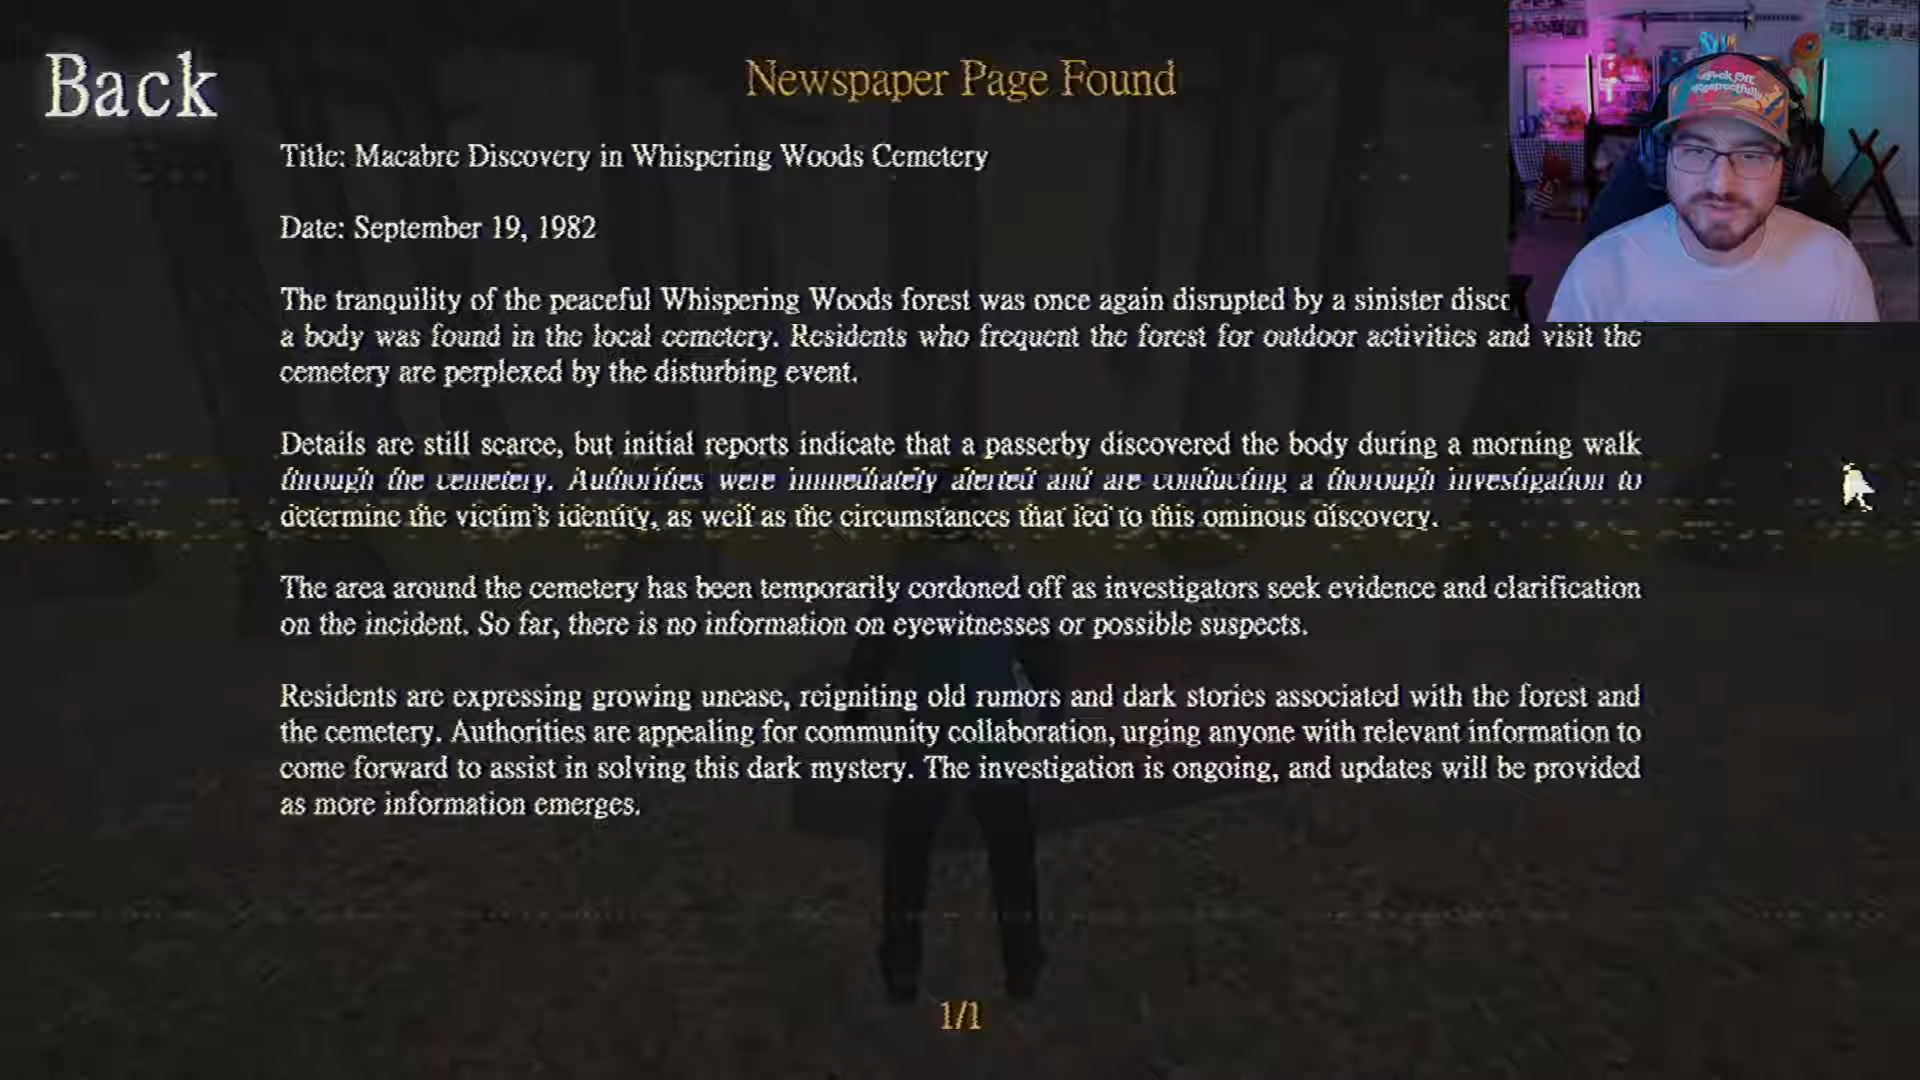 Back
Newspaper Page Found
Title: Macabre Discovery in Whispering Woods Cemetery
Date: September 19, 1982
The tranquility of the peaceful Whispering Woods forest was once again disrupted by a sinister
a body was found in the local cemetery. Residents who frequent the forest for outdoor activities and visit the
cemetery are perplexed by the disturbing event.
Details are still scarce, but initial reports indicate that a passerby discovered the body during a morning walk
through the cemetery. Authorities were immediately alerted and are conducting a thorough investigation to
determine the victim's identity, as well as the circumstances that led to this ominous discovery.
The area around the cemetery has been temporarily cordoned off as investigators seek evidence and clarification
on the incident. So far, there is no information on eyewitnesses or possible suspects.
Residents are expressing growing unease, reigniting old rumors and dark stories associated with the forest and
the cemetery. Authorities are appealing for community collaboration, urging anyone with relevant information to
come forward to assist in solving this dark mystery. The investigation is ongoing, and updates will be provided
as more information emerges.
1/1